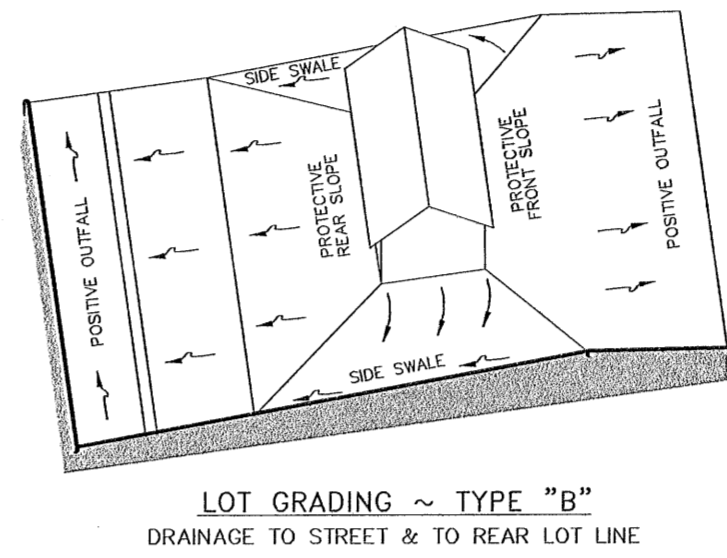 SIDE SWALE
POSITIVE OUTFALL
PROTECTIVE
REAR SLOPE
PROTECTIVE
FRONT SLOPE
POSITIVE OUTFALL
SIDE SWALE
LOT GRADING ~ TYPE "B"
DRAINAGE TO STREET & TO REAR LOT LINE